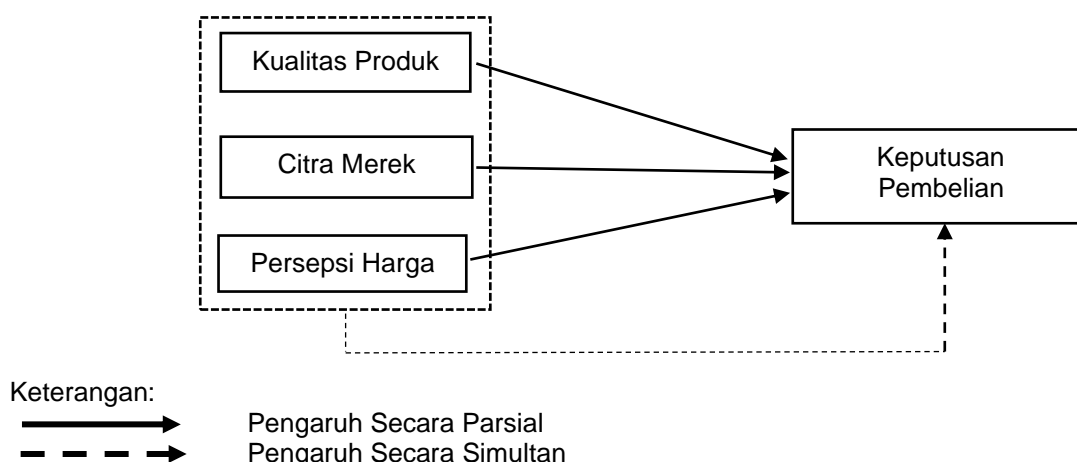 Kualitas Produk
Citra Merek
Persepsi Harga
Keputusan
Pembelian
Keterangan:
Pengaruh Secara Parsial
Pengaruh Secara Simultan